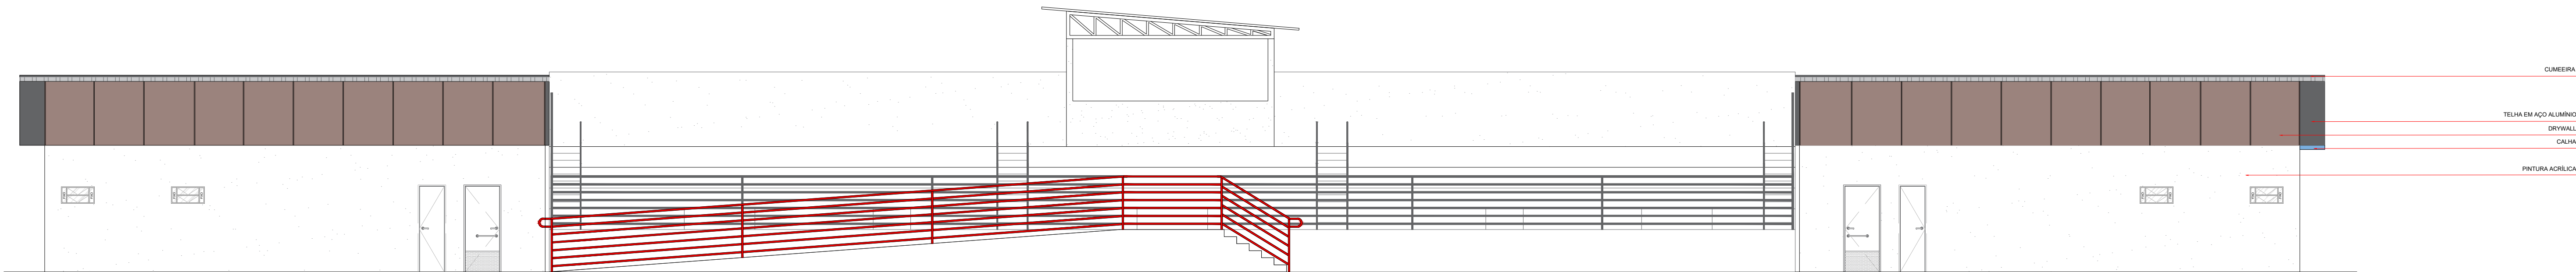 CUMEEIRA
TELHA EM AÇO ALUMÍNIO
DRYWALL
CALHA
PINTURA ACRÍLICA